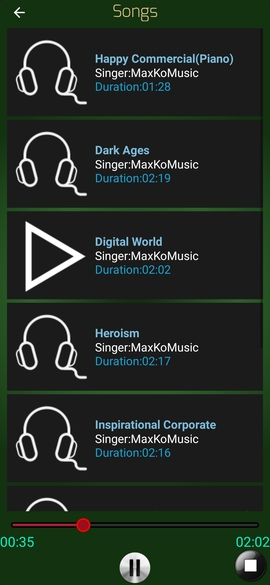 Songs
Happy Commercial(Piano)
Singer:MaxKoMusic
Duration:01:28
Dark Ages
Singer:MaxKoMusic
Duration:02:19
Digital World
Singer:MaxKoMusic
Duration:02:02
Heroism
Singer:MaxKoMusic
Duration:02:17
Inspirational Corporate
Singer:MaxKoMusic
Duration:02:16
00:35 02:02